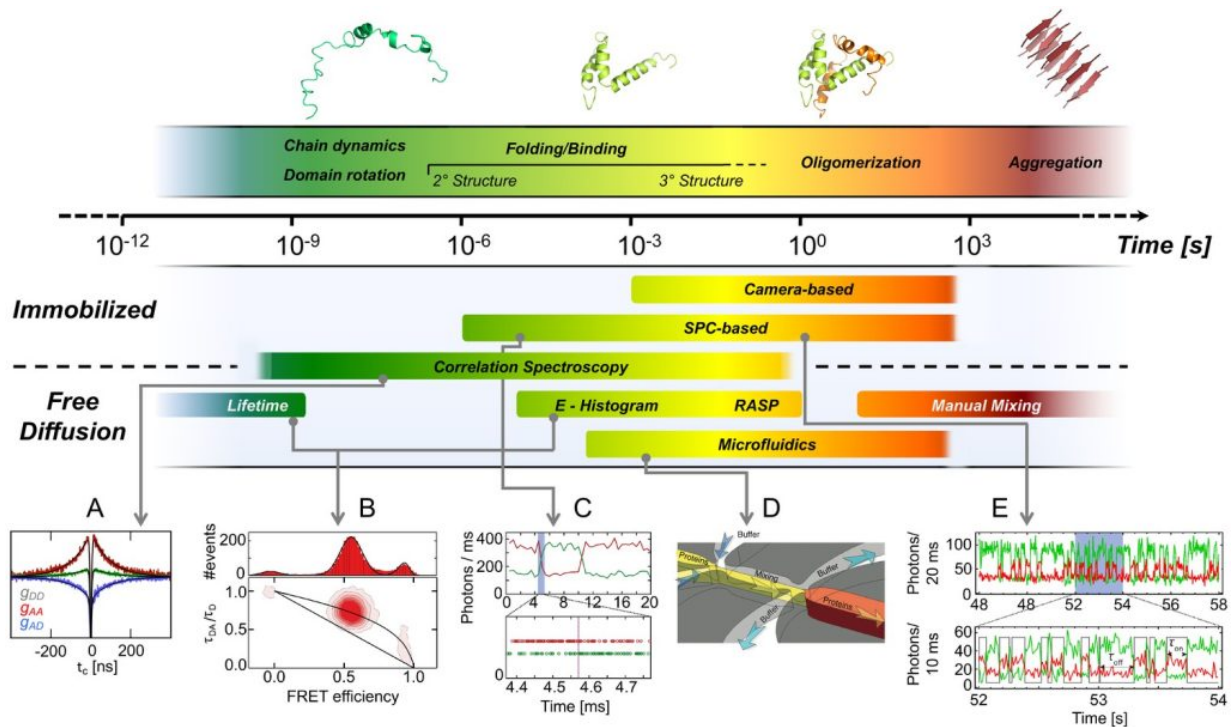 Chain dynamics
Domain rotation
Folding/Binding
2° Structure
3° Structure
Oligomerization
Aggregation
10-12
10-9
10-6
10-3
100
103
Time [s]
Immobilized
Free
Diffusion
Camera-based
SPC-based
Correlation Spectroscopy
Lifetime
E - Histogram
RASP
Manual Mixing
Microfluidics
A
gDD
gAA
gAD
-200 0 200
tc [ns]
B
#events
200
0
τDA/τD
1.0
0.5
0.0
0.0 0.5 1.0
FRET efficiency
C
Photons / ms
400
200
0
0 4 8 12 16 20
4.4 4.5 4.6 4.7
Time [ms]
D
Buffer
Proteins
Mixing
Buffer
Proteins
Buffer
E
Photons/
20 ms
100
50
0
48 48 52 54 56 58
Photons/
10 ms
60
40
20
0
τoff
τon
52 53 54
Time [s]